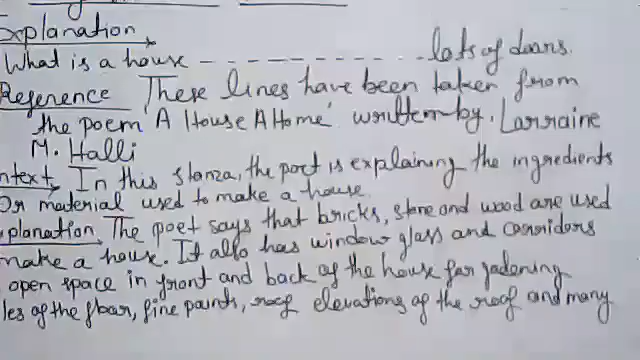 Explanation
What is a house ------------ lots of doors.
Reference These lines have been taken from
the poem 'A House A Home' written by Lorraine
M. Halli
ntext In this stanza, the poet is explaining the ingredients
Or material used to make a house.
planation The poet says that bricks, stone and wood are used
make a house. It also has window glass and corridors
open space in front and back of the house for gadening
les of the floar, fine paints, roof elevations of the roof and many